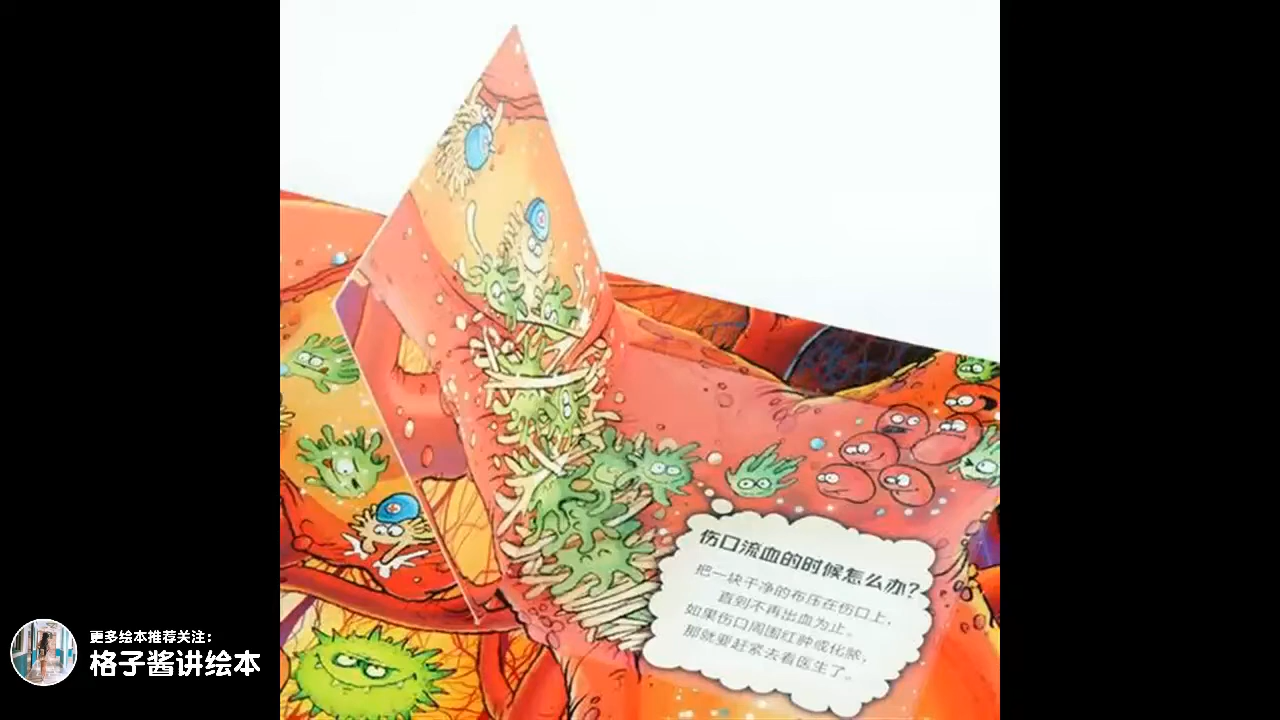 伤口流血的时候怎么办?
把一块干净的布压在伤口上,
直到不再出血为止。
如果伤口周围红肿或化脓,
那就要赶紧去看医生了。
更多绘本推荐关注:
格子酱讲绘本